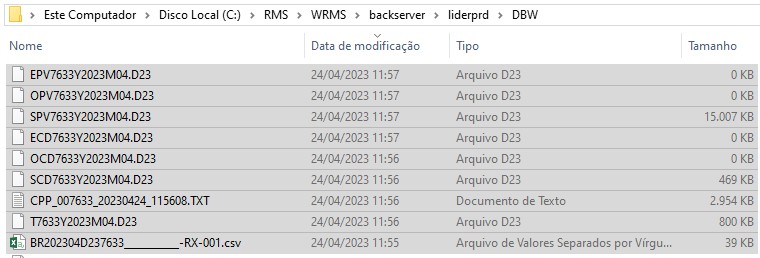 Este Computador > Disco Local (C:) > RMS > WRMS > backserver > liderprd > DBW
Nome Data de modificação Tipo Tamanho
EPV7633Y2023M04.D23 24/04/2023 11:57 Arquivo D23 0 KB
OPV7633Y2023M04.D23 24/04/2023 11:57 Arquivo D23 0 KB
SPV7633Y2023M04.D23 24/04/2023 11:57 Arquivo D23 15.007 KB
ECD7633Y2023M04.D23 24/04/2023 11:56 Arquivo D23 0 KB
OCD7633Y2023M04.D23 24/04/2023 11:56 Arquivo D23 0 KB
SCD7633Y2023M04.D23 24/04/2023 11:56 Arquivo D23 469 KB
CPP_007633_20230424_115608.TXT 24/04/2023 11:56 Documento de Texto 2.954 KB
T7633Y2023M04.D23 24/04/2023 11:56 Arquivo D23 800 KB
BR202304D237633__________-RX-001.csv 24/04/2023 11:55 Arquivo de Valores Separados por Vírgu... 39 KB